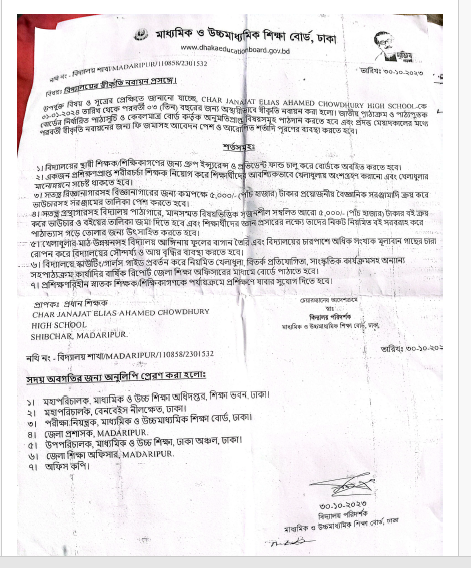 মাধ্যমিক ও উচ্চমাধ্যমিক শিক্ষা বোর্ড, ঢাকা
www.dhakaeducationboard.gov.bd
নথি নং - বিদ্যালয় শাখা/MADARIPUR/110858/2301532
তারিখঃ ৩০-১০-২০২৩
বিষয়: বিদ্যালয়ের স্বীকৃতি নবায়ন প্রসঙ্গে।
উপযুক্ত বিষয় ও সূত্রের প্রেক্ষিতে জানানো যাচ্ছে, CHAR JANAJAT ELIAS AHAMED CHOWDHURY HIGH SCHOOL-কে
০১-০১-২০২৪ তারিখ থেকে পরবর্তী ০৩ (তিন) বছরের জন্য অস্থায়ীভাবে স্বীকৃতি নবায়ন করা হলো। জাতীয় পাঠ্যক্রম ও পাঠ্যপুস্তক
বোর্ডের নির্ধারিত পাঠ্যসূচি ও কেবলমাত্র বোর্ড কর্তৃক অনুমতিপ্রাপ্ত বিষয়সমূহ পাঠদান করতে হবে এবং প্রদত্ত মেয়াদকালের মধ্যে
পরবর্তী স্বীকৃতি নবায়নের জন্য ফি জমাসহ আবেদন পেশ ও আরোপিত শর্তাদি পূরণের ব্যবস্থা করতে হবে।
শর্তসমূহঃ
১। বিদ্যালয়ের স্থায়ী শিক্ষক/শিক্ষিকাগণের জন্য গ্রুপ ইন্স্যুরেন্স ও প্রভিডেন্ট ফান্ড চালু করে বোর্ডকে অবহিত করতে হবে।
২। একজন প্রশিক্ষণপ্রাপ্ত শরীরচর্চা শিক্ষক নিয়োগ করে শিক্ষার্থীদের আবশ্যিকভাবে খেলাধুলায় অংশগ্রহণ করানো এবং খেলাধুলার
মানোন্নয়নে সচেষ্ট থাকতে হবে।
৩। সতন্ত্র বিজ্ঞানাগারসহ বিজ্ঞানাগারের জন্য কমপক্ষে ৫,০০০/- (পাঁচ হাজার) টাকার প্রয়োজনীয় বৈজ্ঞানিক সরঞ্জামাদি ক্রয় করে
ভাউচারসহ সরঞ্জামের তালিকা পেশ করতে হবে।
৪। সতন্ত্র গ্রন্থাগারসহ বিদ্যালয় পাঠাগারে, মানসম্মত বিষয়ভিত্তিক সৃজনশীল সম্বলিত আরো ৫,০০০/- (পাঁচ হাজার) টাকার বই ক্রয়
করে ভাউচার ও বইয়ের তালিকা জমা দিতে হবে এবং শিক্ষার্থীদের জ্ঞান প্রসারের লক্ষ্যে তাদের নিকট নিয়মিত বই সরবরাহ করে
পাঠাভ্যাস গড়ে তোলার জন্য উৎসাহিত করতে হবে।
৫। খেলাধুলার মাঠ উন্নয়নসহ বিদ্যালয় আঙ্গিনায় ফুলের বাগান তৈরি এবং বিদ্যালয়ের চারপাশে অধিক সংখ্যক মূল্যবান গাছের চারা
রোপন করে বিদ্যালয়ের সৌন্দর্য্য ও আয় বৃদ্ধির ব্যবস্থা করতে হবে।
৬। বিদ্যালয়ে স্কাউটিং/গার্লস গাইড প্রবর্তন করে নিয়মিত খেলাধুলা, বিতর্ক প্রতিযোগিতা, সাংস্কৃতিক কার্যক্রমসহ অন্যান্য
সহপাঠ্যক্রম কার্যাদির বার্ষিক রিপোর্ট জেলা শিক্ষা অফিসারের মাধ্যমে বোর্ডে পাঠাতে হবে।
৭। প্রশিক্ষণবিহীন স্নাতক শিক্ষক/শিক্ষিকাগণকে পর্যায়ক্রমে প্রশিক্ষণে যাবার সুযোগ দিতে হবে।
প্রাপক: প্রধান শিক্ষক
CHAR JANAJAT ELIAS AHAMED CHOWDHURY
HIGH SCHOOL
SHIBCHAR, MADARIPUR.
চেয়ারম্যানের আদেশক্রমে
বিদ্যালয় পরিদর্শক
মাধ্যমিক ও উচ্চমাধ্যমিক শিক্ষা বোর্ড, ঢাকা,
নথি নং - বিদ্যালয় শাখা/MADARIPUR/110858/2301532
তারিখঃ ৩০-১০-২০২
সদয় অবগতির জন্য অনুলিপি প্রেরণ করা হলো:
১। মহাপরিচালক, মাধ্যমিক ও উচ্চ শিক্ষা অধিদপ্তর, শিক্ষা ভবন, ঢাকা।
২। মহাপরিচালক, বেনবেইস নীলক্ষেত, ঢাকা।
৩। পরীক্ষা নিয়ন্ত্রক, মাধ্যমিক ও উচ্চমাধ্যমিক শিক্ষা বোর্ড, ঢাকা।
৪। জেলা প্রশাসক, MADARIPUR.
৫। উপপরিচালক, মাধ্যমিক ও উচ্চ শিক্ষা, ঢাকা অঞ্চল, ঢাকা।
৬। জেলা শিক্ষা অফিসার, MADARIPUR.
৭। অফিস কপি।
৩০-১০-২০২৩
বিদ্যালয় পরিদর্শক
মাধ্যমিক ও উচ্চমাধ্যমিক শিক্ষা বোর্ড, ঢাকা